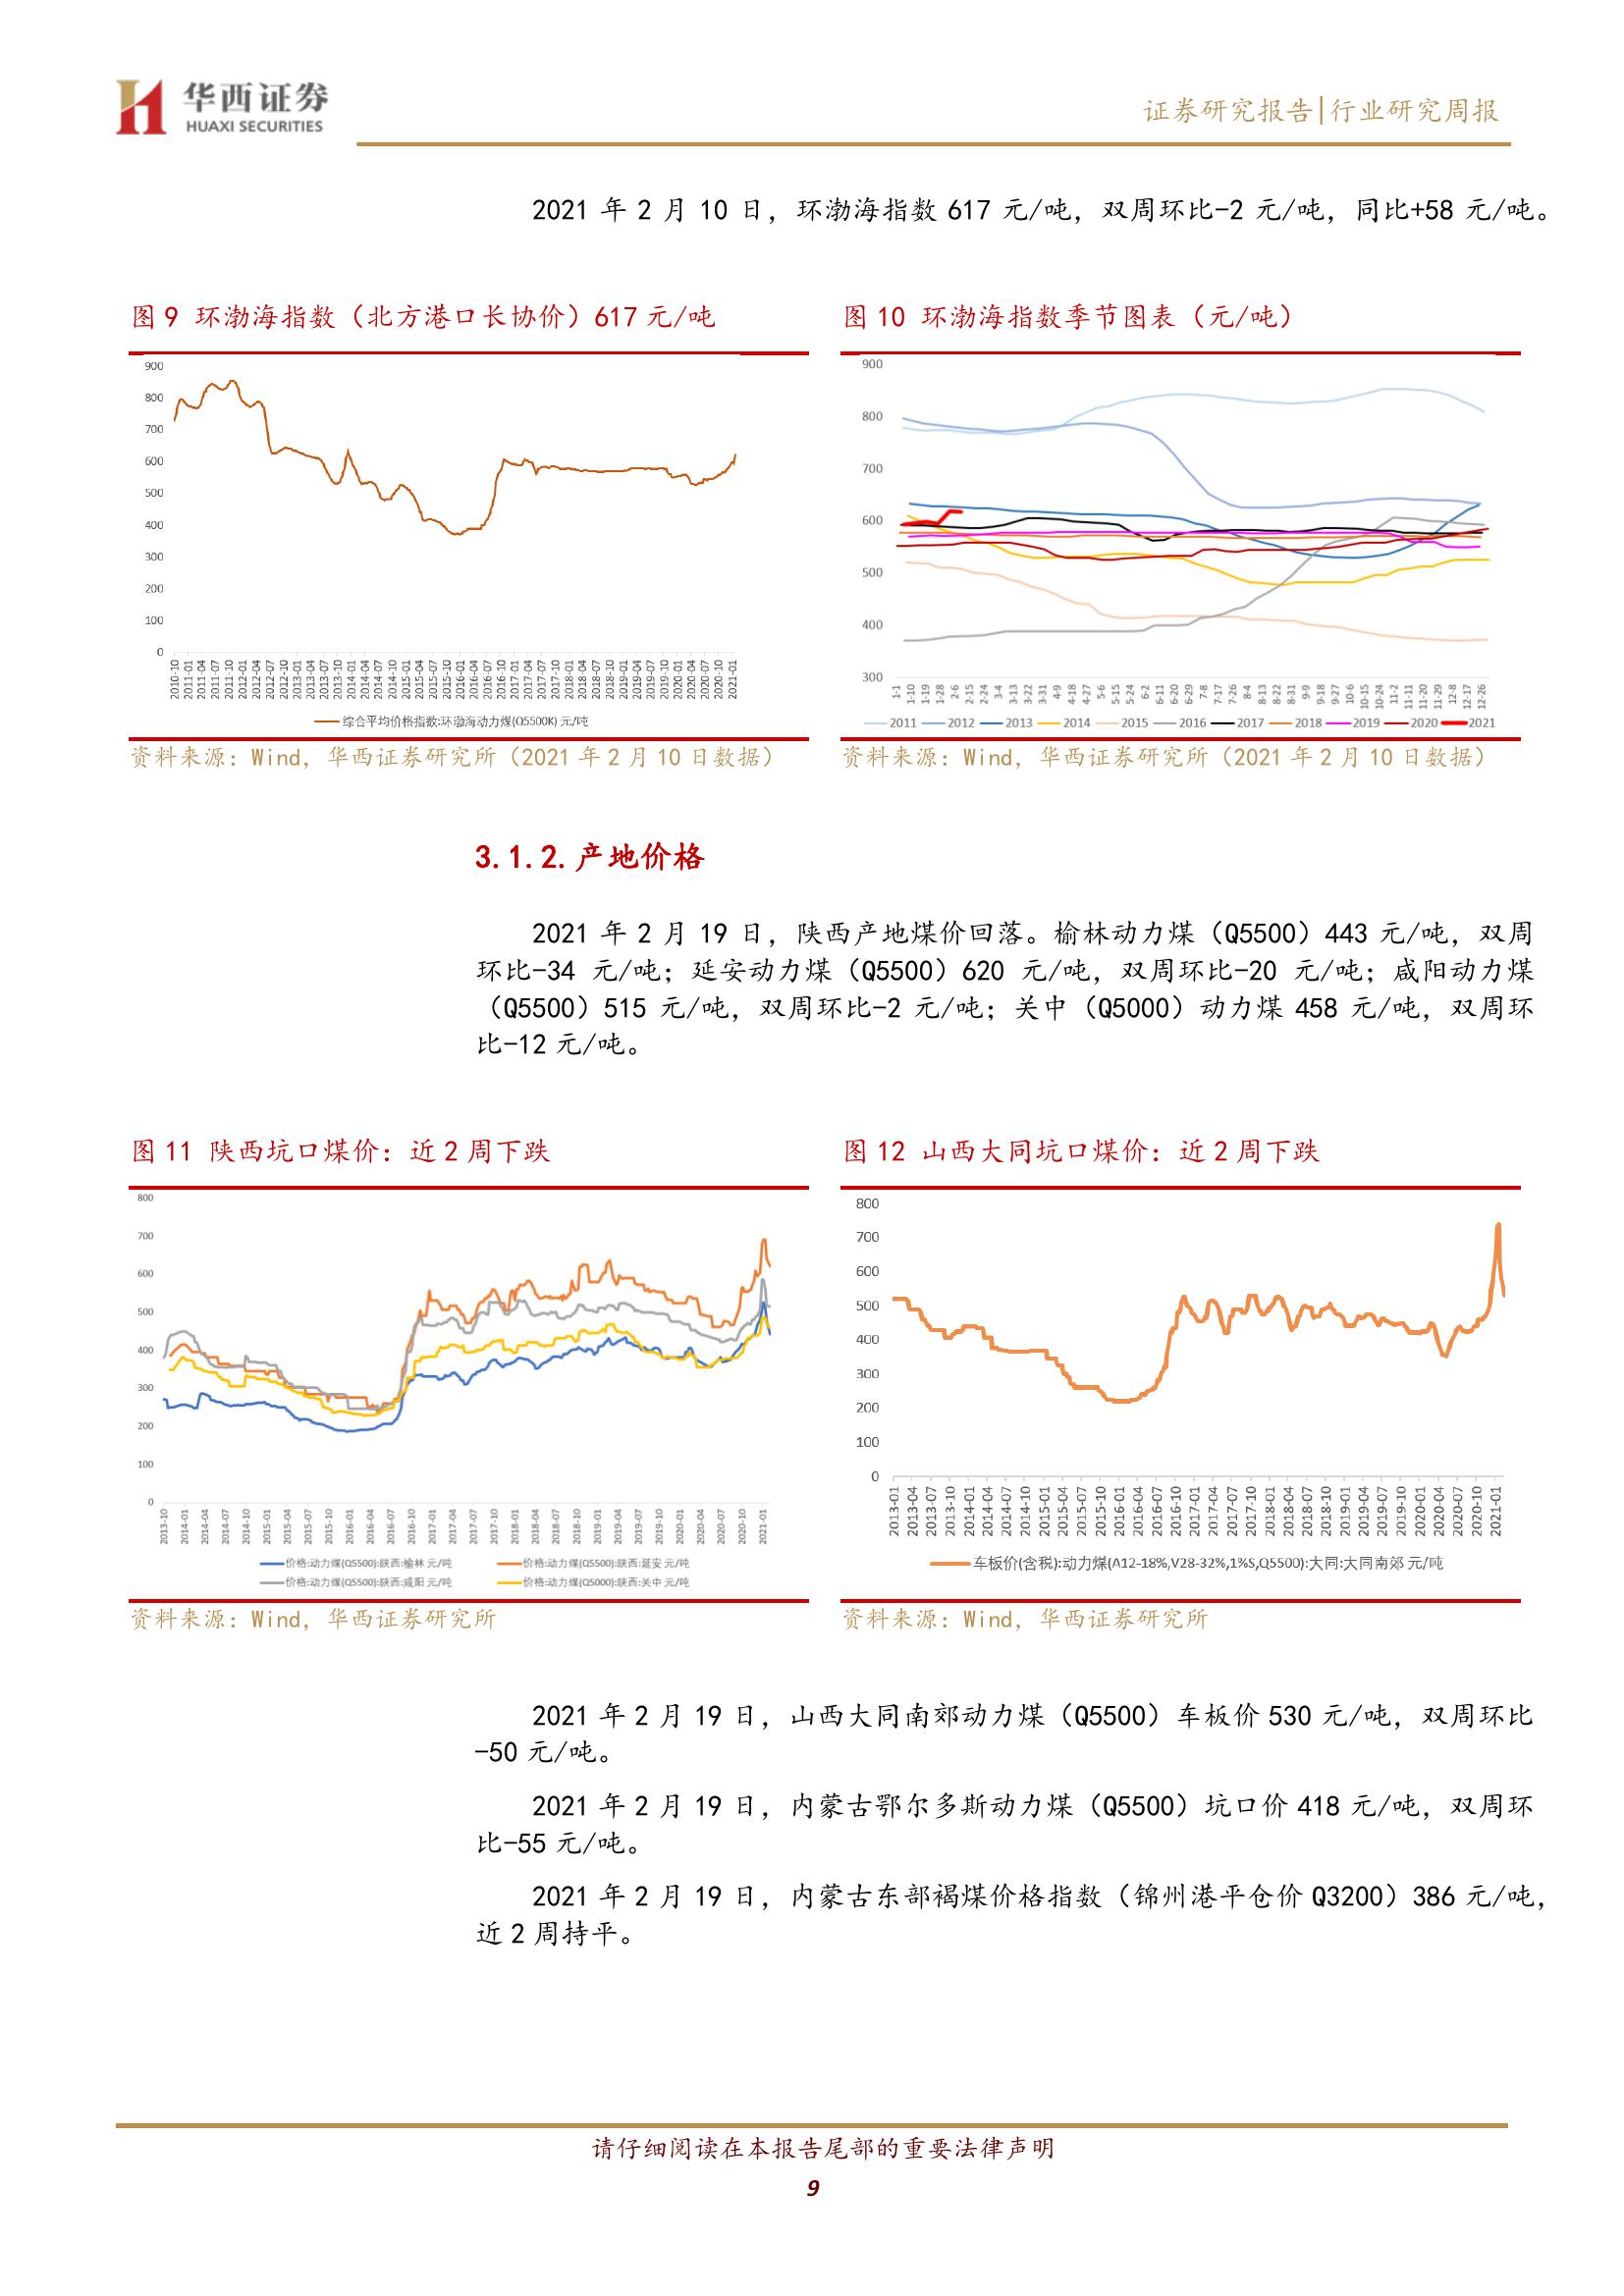 华西证券
HUAXI SECURITIES
证券研究报告|行业研究周报
2021 年 2 月 10 日，环渤海指数 617 元/吨，双周环比-2 元/吨，同比+58 元/吨。
图 9 环渤海指数（北方港口长协价）617 元/吨
900
800
700
600
500
400
300
200
100
0
2010-10 2011-01 2011-04 2011-07 2011-10 2012-01 2012-04 2012-07 2012-10 2013-01 2013-04 2013-07 2013-10 2014-01 2014-04 2014-07 2014-10 2015-01 2015-04 2015-07 2015-10 2016-01 2016-04 2016-07 2016-10 2017-01 2017-04 2017-07 2017-10 2018-01 2018-04 2018-07 2018-10 2019-01 2019-04 2019-07 2019-10 2020-01 2020-04 2020-07 2020-10 2021-01
综合平均价格指数:环渤海动力煤(Q5500K) 元/吨
资料来源：Wind，华西证券研究所（2021 年 2 月 10 日数据）
图 10 环渤海指数季节图表（元/吨）
900
800
700
600
500
400
300
1-1 1-10 1-19 1-28 2-6 2-15 2-24 3-4 3-13 3-22 3-31 4-9 4-18 4-27 5-6 5-15 5-24 6-2 6-11 6-20 6-29 7-8 7-17 7-26 8-4 8-13 8-22 8-31 9-9 9-18 9-27 10-6 10-15 10-24 11-2 11-11 11-20 11-29 12-8 12-17 12-26
2011 2012 2013 2014 2015 2016 2017 2018 2019 2020 2021
资料来源：Wind，华西证券研究所（2021 年 2 月 10 日数据）
3.1.2.产地价格
2021 年 2 月 19 日，陕西产地煤价回落。榆林动力煤（Q5500）443 元/吨，双周
环比-34 元/吨；延安动力煤（Q5500）620 元/吨，双周环比-20 元/吨；咸阳动力煤
（Q5500）515 元/吨，双周环比-2 元/吨；关中（Q5000）动力煤 458 元/吨，双周环
比-12 元/吨。
图 11 陕西坑口煤价：近 2 周下跌
800
700
600
500
400
300
200
100
0
2013-10 2014-01 2014-04 2014-07 2014-10 2015-01 2015-04 2015-07 2015-10 2016-01 2016-04 2016-07 2016-10 2017-01 2017-04 2017-07 2017-10 2018-01 2018-04 2018-07 2018-10 2019-01 2019-04 2019-07 2019-10 2020-01 2020-04 2020-07 2020-10 2021-01
价格:动力煤(Q5500):陕西:榆林 元/吨 价格:动力煤(Q5500):陕西:延安 元/吨
价格:动力煤(Q5500):陕西:咸阳 元/吨 价格:动力煤(Q5000):陕西:关中 元/吨
资料来源：Wind，华西证券研究所
图 12 山西大同坑口煤价：近 2 周下跌
800
700
600
500
400
300
200
100
0
2013-01 2013-04 2013-07 2013-10 2014-01 2014-04 2014-07 2014-10 2015-01 2015-04 2015-07 2015-10 2016-01 2016-04 2016-07 2016-10 2017-01 2017-04 2017-07 2017-10 2018-01 2018-04 2018-07 2018-10 2019-01 2019-04 2019-07 2019-10 2020-01 2020-04 2020-07 2020-10 2021-01
车板价(含税):动力煤(A12-18%,V28-32%,1%S,Q5500):大同:大同南郊 元/吨
资料来源：Wind，华西证券研究所
2021 年 2 月 19 日，山西大同南郊动力煤（Q5500）车板价 530 元/吨，双周环比
-50 元/吨。
2021 年 2 月 19 日，内蒙古鄂尔多斯动力煤（Q5500）坑口价 418 元/吨，双周环
比-55 元/吨。
2021 年 2 月 19 日，内蒙古东部褐煤价格指数（锦州港平仓价 Q3200）386 元/吨，
近 2 周持平。
请仔细阅读在本报告尾部的重要法律声明
9